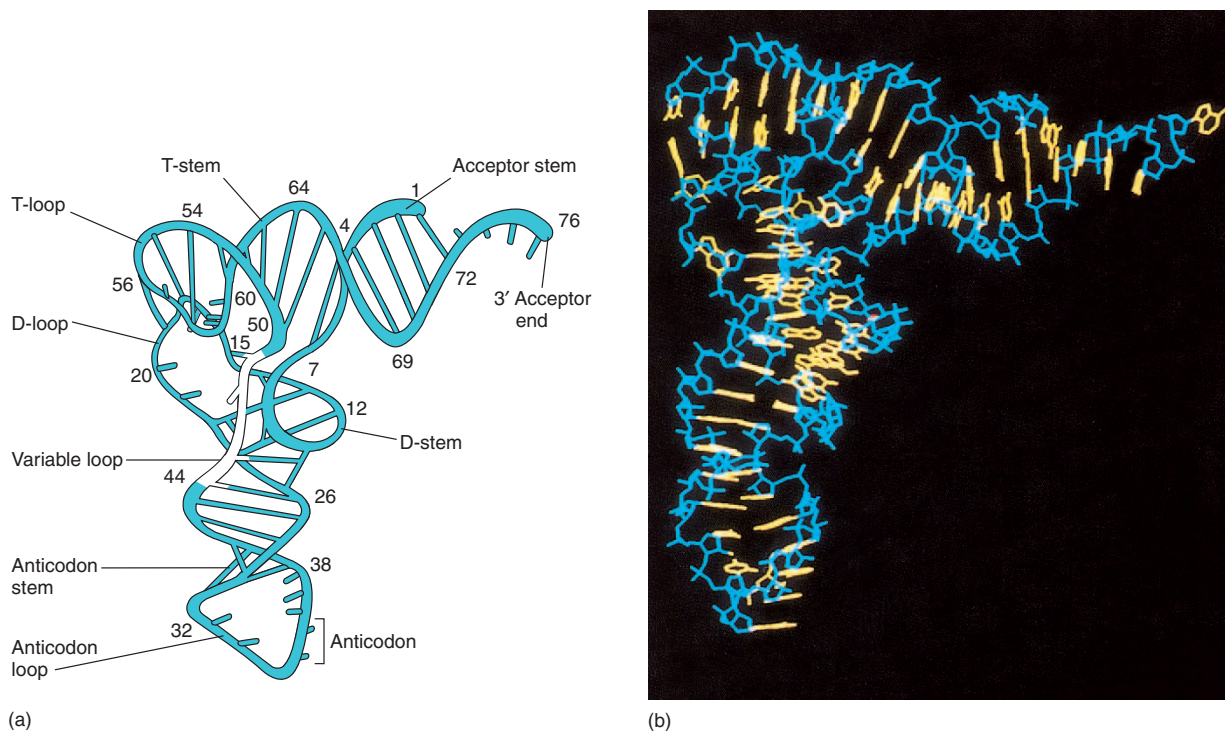 T-stem
64
Acceptor stem
T-loop
54
1
4
76
56
60
72
3′ Acceptor
end
D-loop
50
15
69
20
7
12
D-stem
Variable loop
44
26
Anticodon
stem
38
32
Anticodon
Anticodon
loop
(a)
(b)